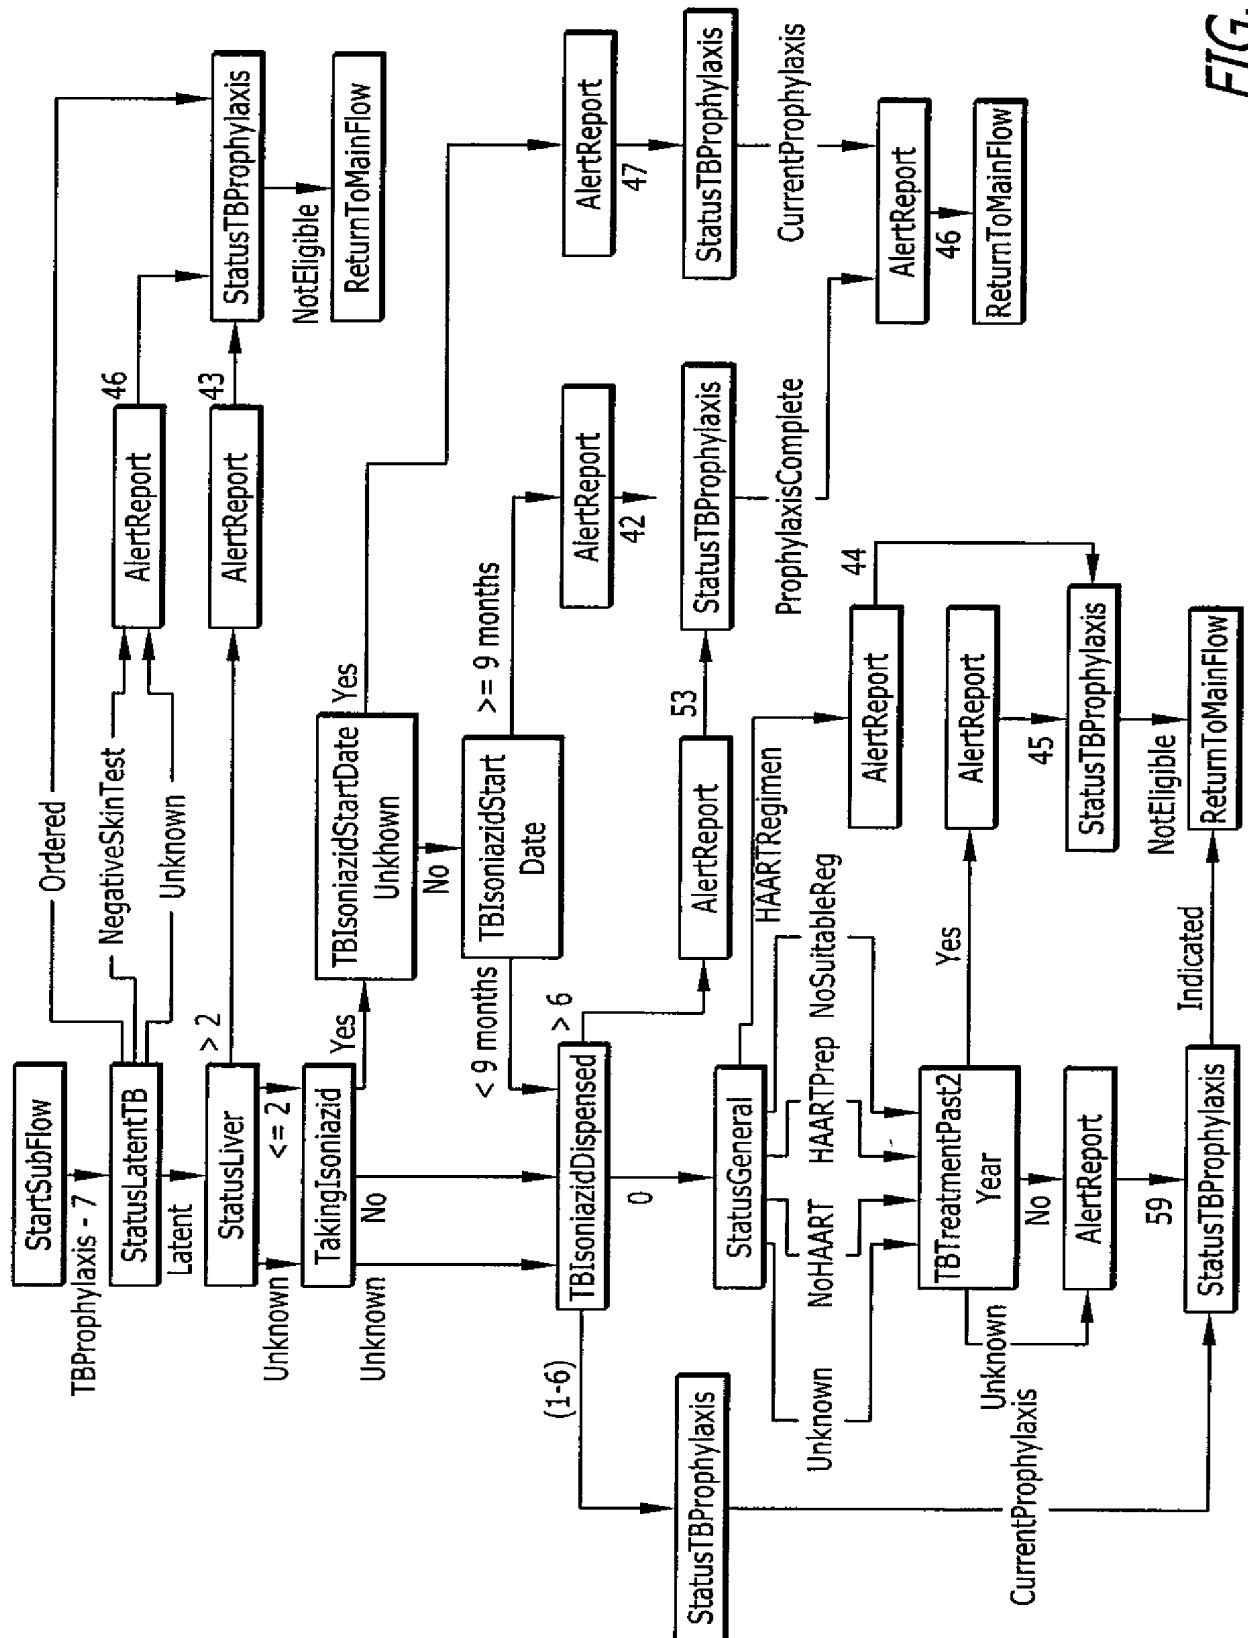 StartSubFlow
TBProphylaxis - 7
StatusLatentTB
Ordered
NegativeSkinTest
Unknown
AlertReport
46
StatusTBProphylaxis
NotEligible
ReturnToMainFlow
Latent
StatusLiver
> 2
AlertReport
43
Unknown
<= 2
TakingIsoniazid
Yes
TBIsoniazidStartDate
Unkhown
Yes
AlertReport
47
StatusTBProphylaxis
CurrentProphylaxis
No
TBIsoniazidStart
Date
>= 9 months
AlertReport
42
< 9 months
Unknown
No
TBIsoniazidDispensed
> 6
AlertReport
53
StatusTBProphylaxis
ProphylaxisComplete
AlertReport
46
ReturnToMainFlow
(1-6)
StatusTBProphylaxis
CurrentProphylaxis
0
StatusGeneral
HAARTRegimen
AlertReport
44
Unknown
NoHAART
HAARTPrep
NoSuitableReg
TBTreatmentPast2
Year
Yes
AlertReport
45
StatusTBProphylaxis
NotEligible
ReturnToMainFlow
Unknown
No
AlertReport
59
StatusTBProphylaxis
Indicated
FIG.